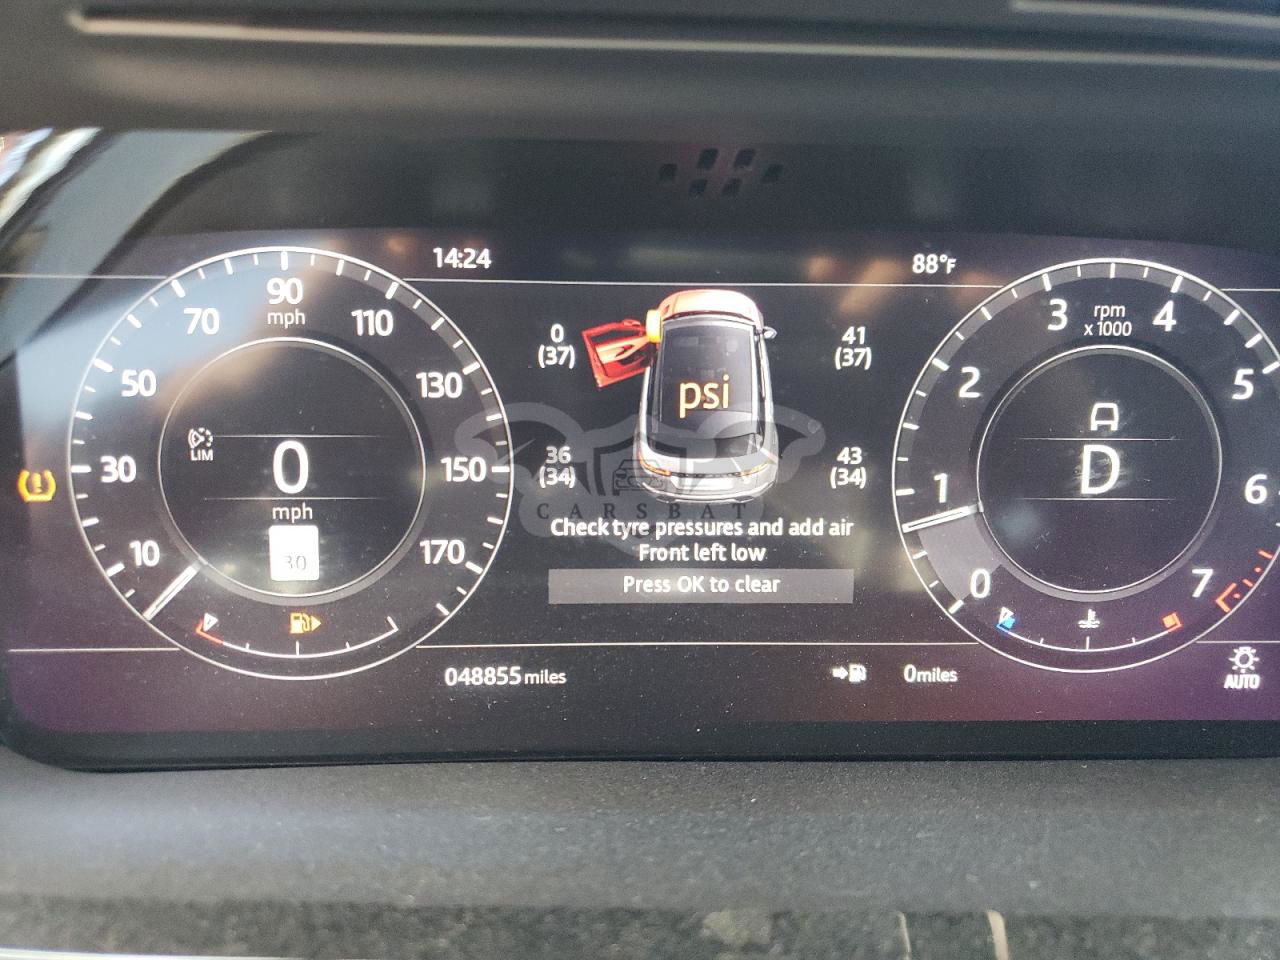 14:24
88°F
90
mph
70
110
50
130
30
150
10
170
LIM
0
mph
30
0
(37)
41
(37)
36
(34)
43
(34)
psi
CARSBAT
Check tyre pressures and add air
Front left low
Press OK to clear
3
rpm
x 1000
4
2
5
1
6
0
7
A
D
048855 miles
0miles
AUTO